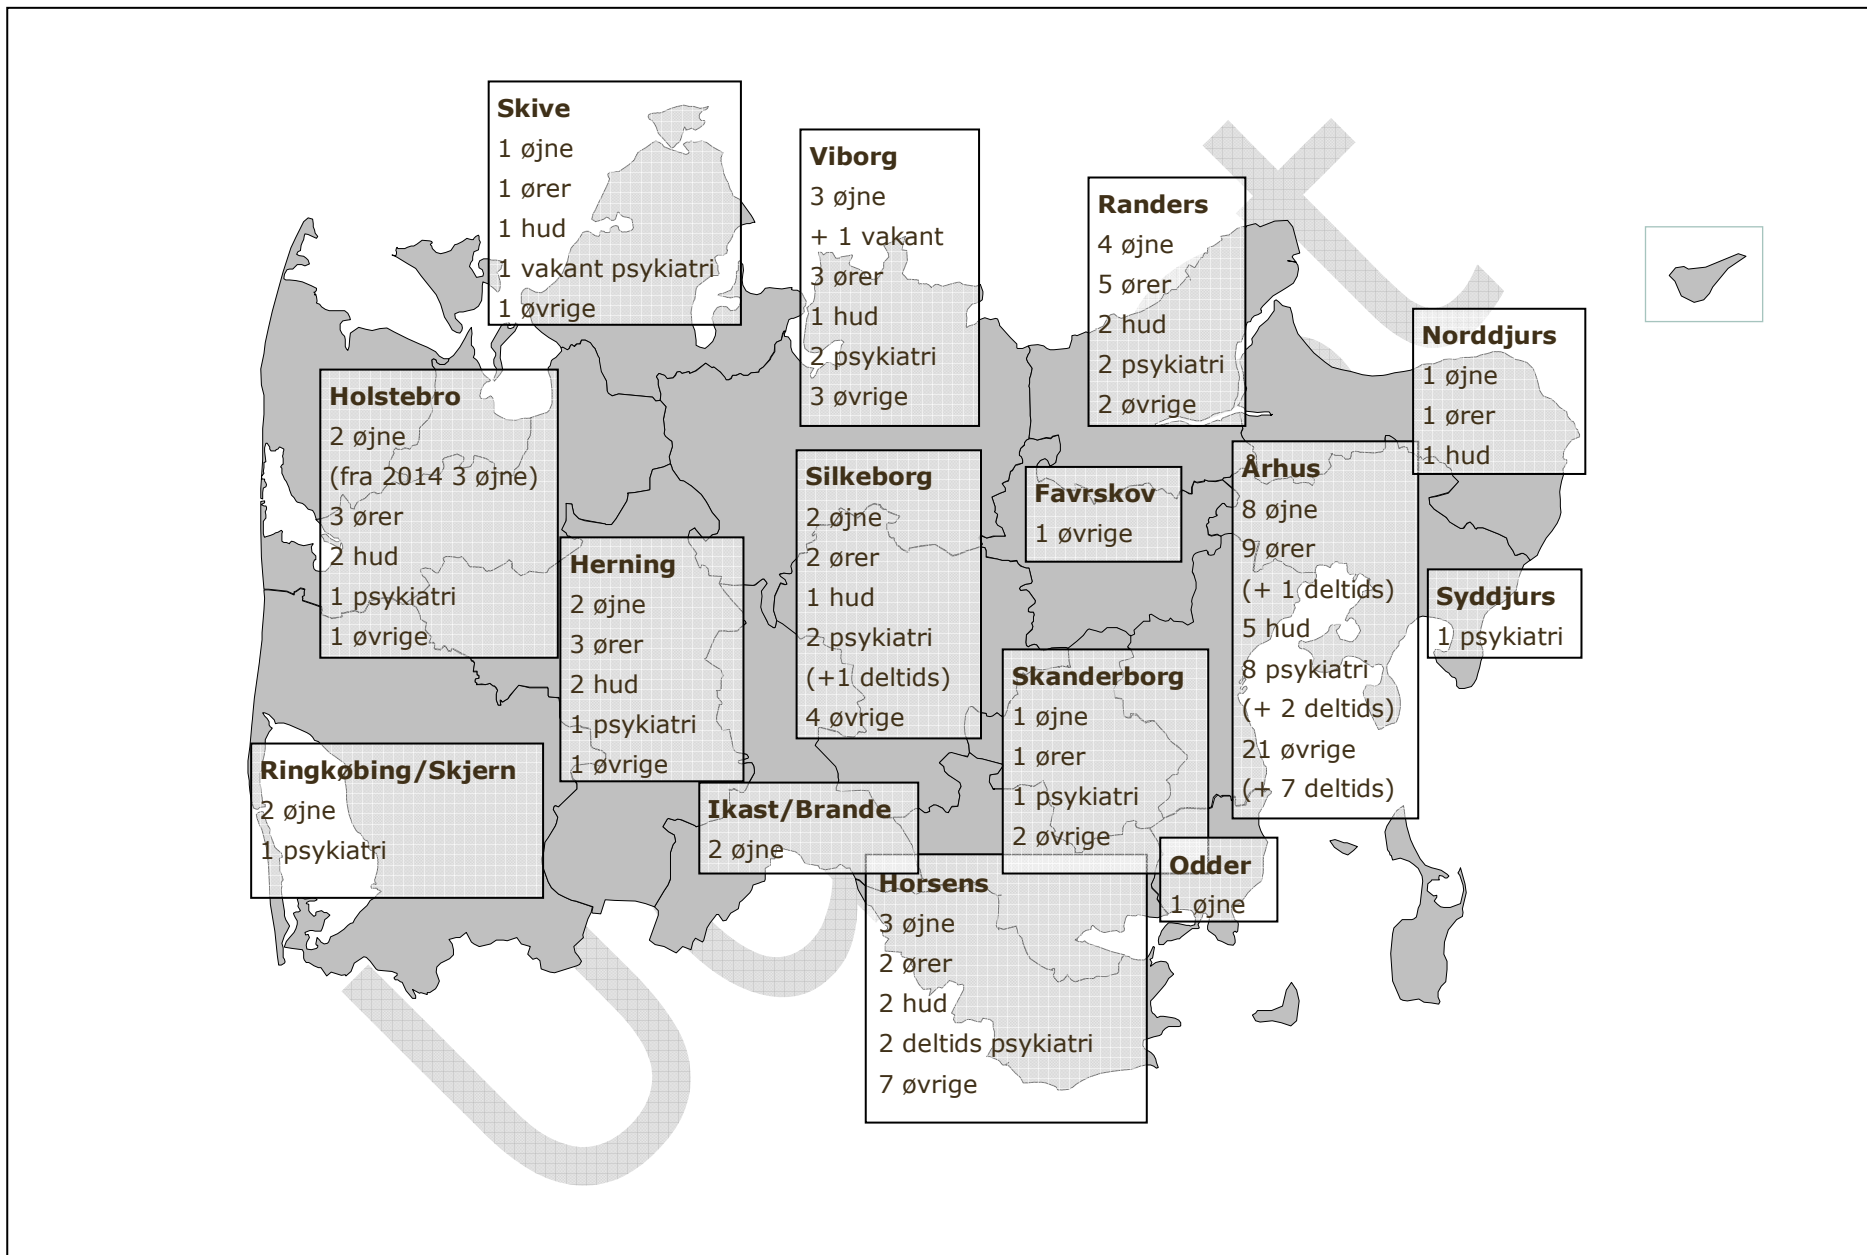 Skive
1 øjne
1 ører
1 hud
1 vakant psykiatri
1 øvrige
Viborg
3 øjne
+ 1 vakant
3 ører
1 hud
2 psykiatri
3 øvrige
Randers
4 øjne
5 ører
2 hud
2 psykiatri
2 øvrige
Norddjurs
1 øjne
1 ører
1 hud
Holstebro
2 øjne
(fra 2014 3 øjne)
3 ører
2 hud
1 psykiatri
1 øvrige
Herning
2 øjne
3 ører
2 hud
1 psykiatri
1 øvrige
Silkeborg
2 øjne
2 ører
1 hud
2 psykiatri
(+1 deltids)
4 øvrige
Favrskov
1 øvrige
Århus
8 øjne
9 ører
(+ 1 deltids)
5 hud
8 psykiatri
(+ 2 deltids)
21 øvrige
(+ 7 deltids)
Syddjurs
1 psykiatri
Skanderborg
1 øjne
1 ører
1 psykiatri
2 øvrige
Ringkøbing/Skjern
2 øjne
1 psykiatri
Ikast/Brande
2 øjne
Odder
1 øjne
Horsens
3 øjne
2 ører
2 hud
2 deltids psykiatri
7 øvrige